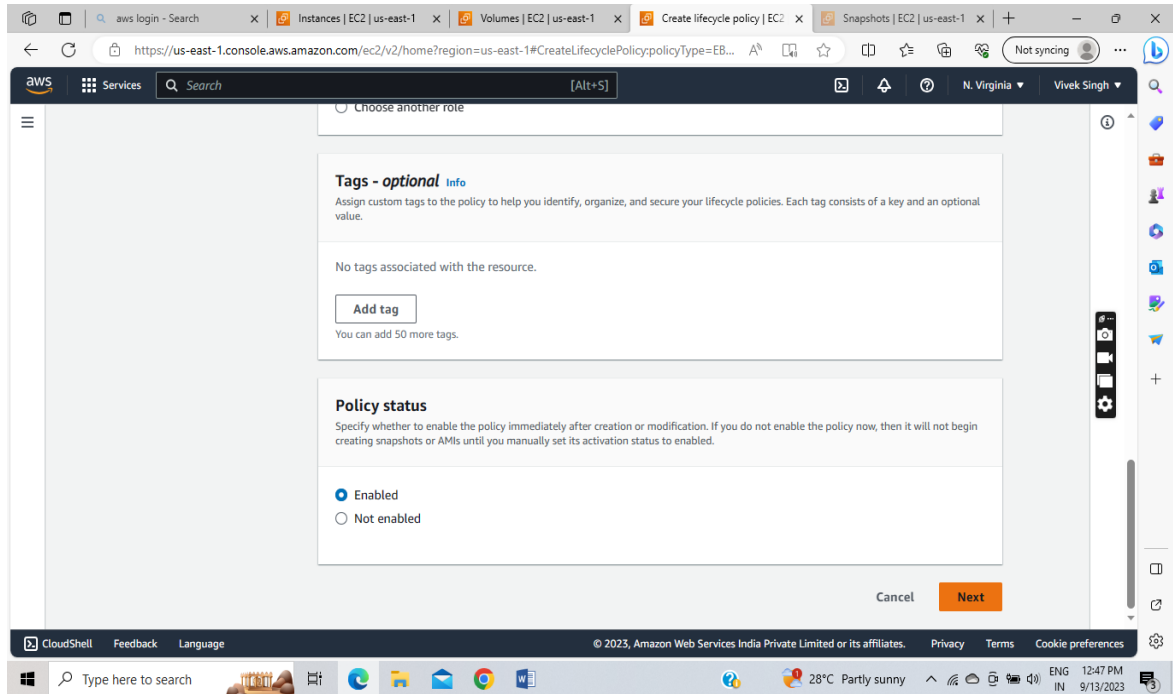 aws login - Search
Instances | EC2 | us-east-1
Volumes | EC2 | us-east-1
Create lifecycle policy | EC2
Snapshots | EC2 | us-east-1
https://us-east-1.console.aws.amazon.com/ec2/v2/home?region=us-east-1#CreateLifecyclePolicy:policyType=EB...
Not syncing
aws
Services
Search
[Alt+S]
N. Virginia
Vivek Singh
Choose another role
Tags - optional Info
Assign custom tags to the policy to help you identify, organize, and secure your lifecycle policies. Each tag consists of a key and an optional
value.
No tags associated with the resource.
Add tag
You can add 50 more tags.
Policy status
Specify whether to enable the policy immediately after creation or modification. If you do not enable the policy now, then it will not begin
creating snapshots or AMIs until you manually set its activation status to enabled.
Enabled
Not enabled
Cancel
Next
CloudShell
Feedback
Language
© 2023, Amazon Web Services India Private Limited or its affiliates.
Privacy
Terms
Cookie preferences
Type here to search
28°C Partly sunny
ENG
IN
12:47 PM
9/13/2023
3